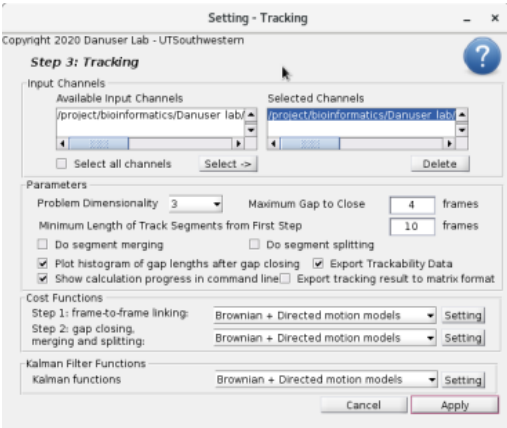 Setting - Tracking
Copyright 2020 Danuser Lab - UTSouthwestern
Step 3: Tracking
?
Input Channels
Available Input Channels
Selected Channels
/project/bioinformatics/Danuser_lab/
/project/bioinformatics/Danuser_lab/
Select all channels
Select ->
Delete
Parameters
Problem Dimensionality 3
Maximum Gap to Close 4 frames
Minimum Length of Track Segments from First Step 10 frames
Do segment merging
Do segment splitting
Plot histogram of gap lengths after gap closing
Export Trackability Data
Show calculation progress in command line
Export tracking result to matrix format
Cost Functions
Step 1: frame-to-frame linking: Brownian + Directed motion models Setting
Step 2: gap closing,
merging and splitting: Brownian + Directed motion models Setting
Kalman Filter Functions
Kalman functions Brownian + Directed motion models Setting
Cancel
Apply